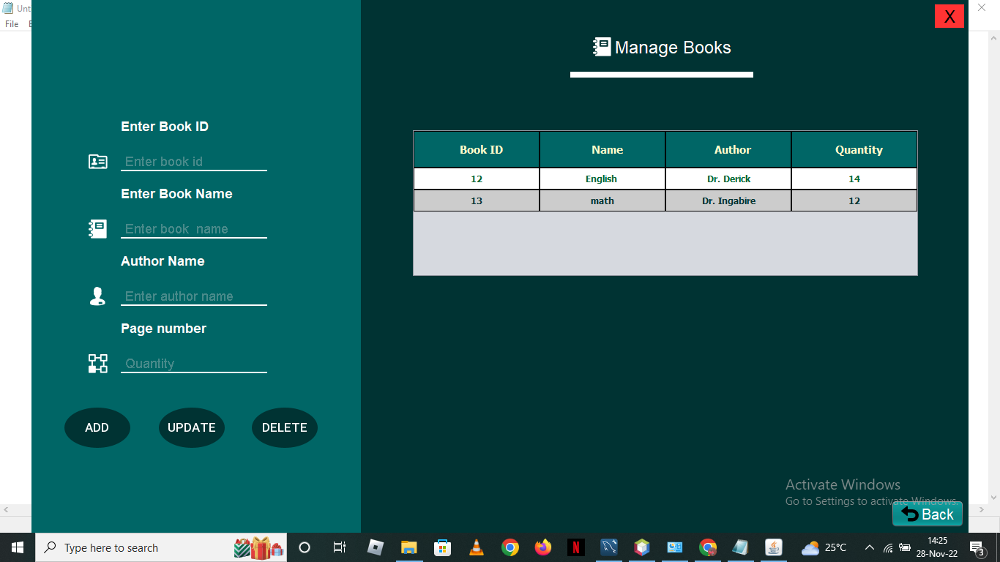 Unt
File E
X
Manage Books
Enter Book ID
Enter book id
Enter Book Name
Enter book  name
Author Name
Enter author name
Page number
Quantity
ADD UPDATE DELETE
Book ID Name Author Quantity
12 English Dr. Derick 14
13 math Dr. Ingabire 12
Activate Windows
Go to Settings to activate Windows.
Back
Type here to search
N
25°C
14:25
28-Nov-22
3